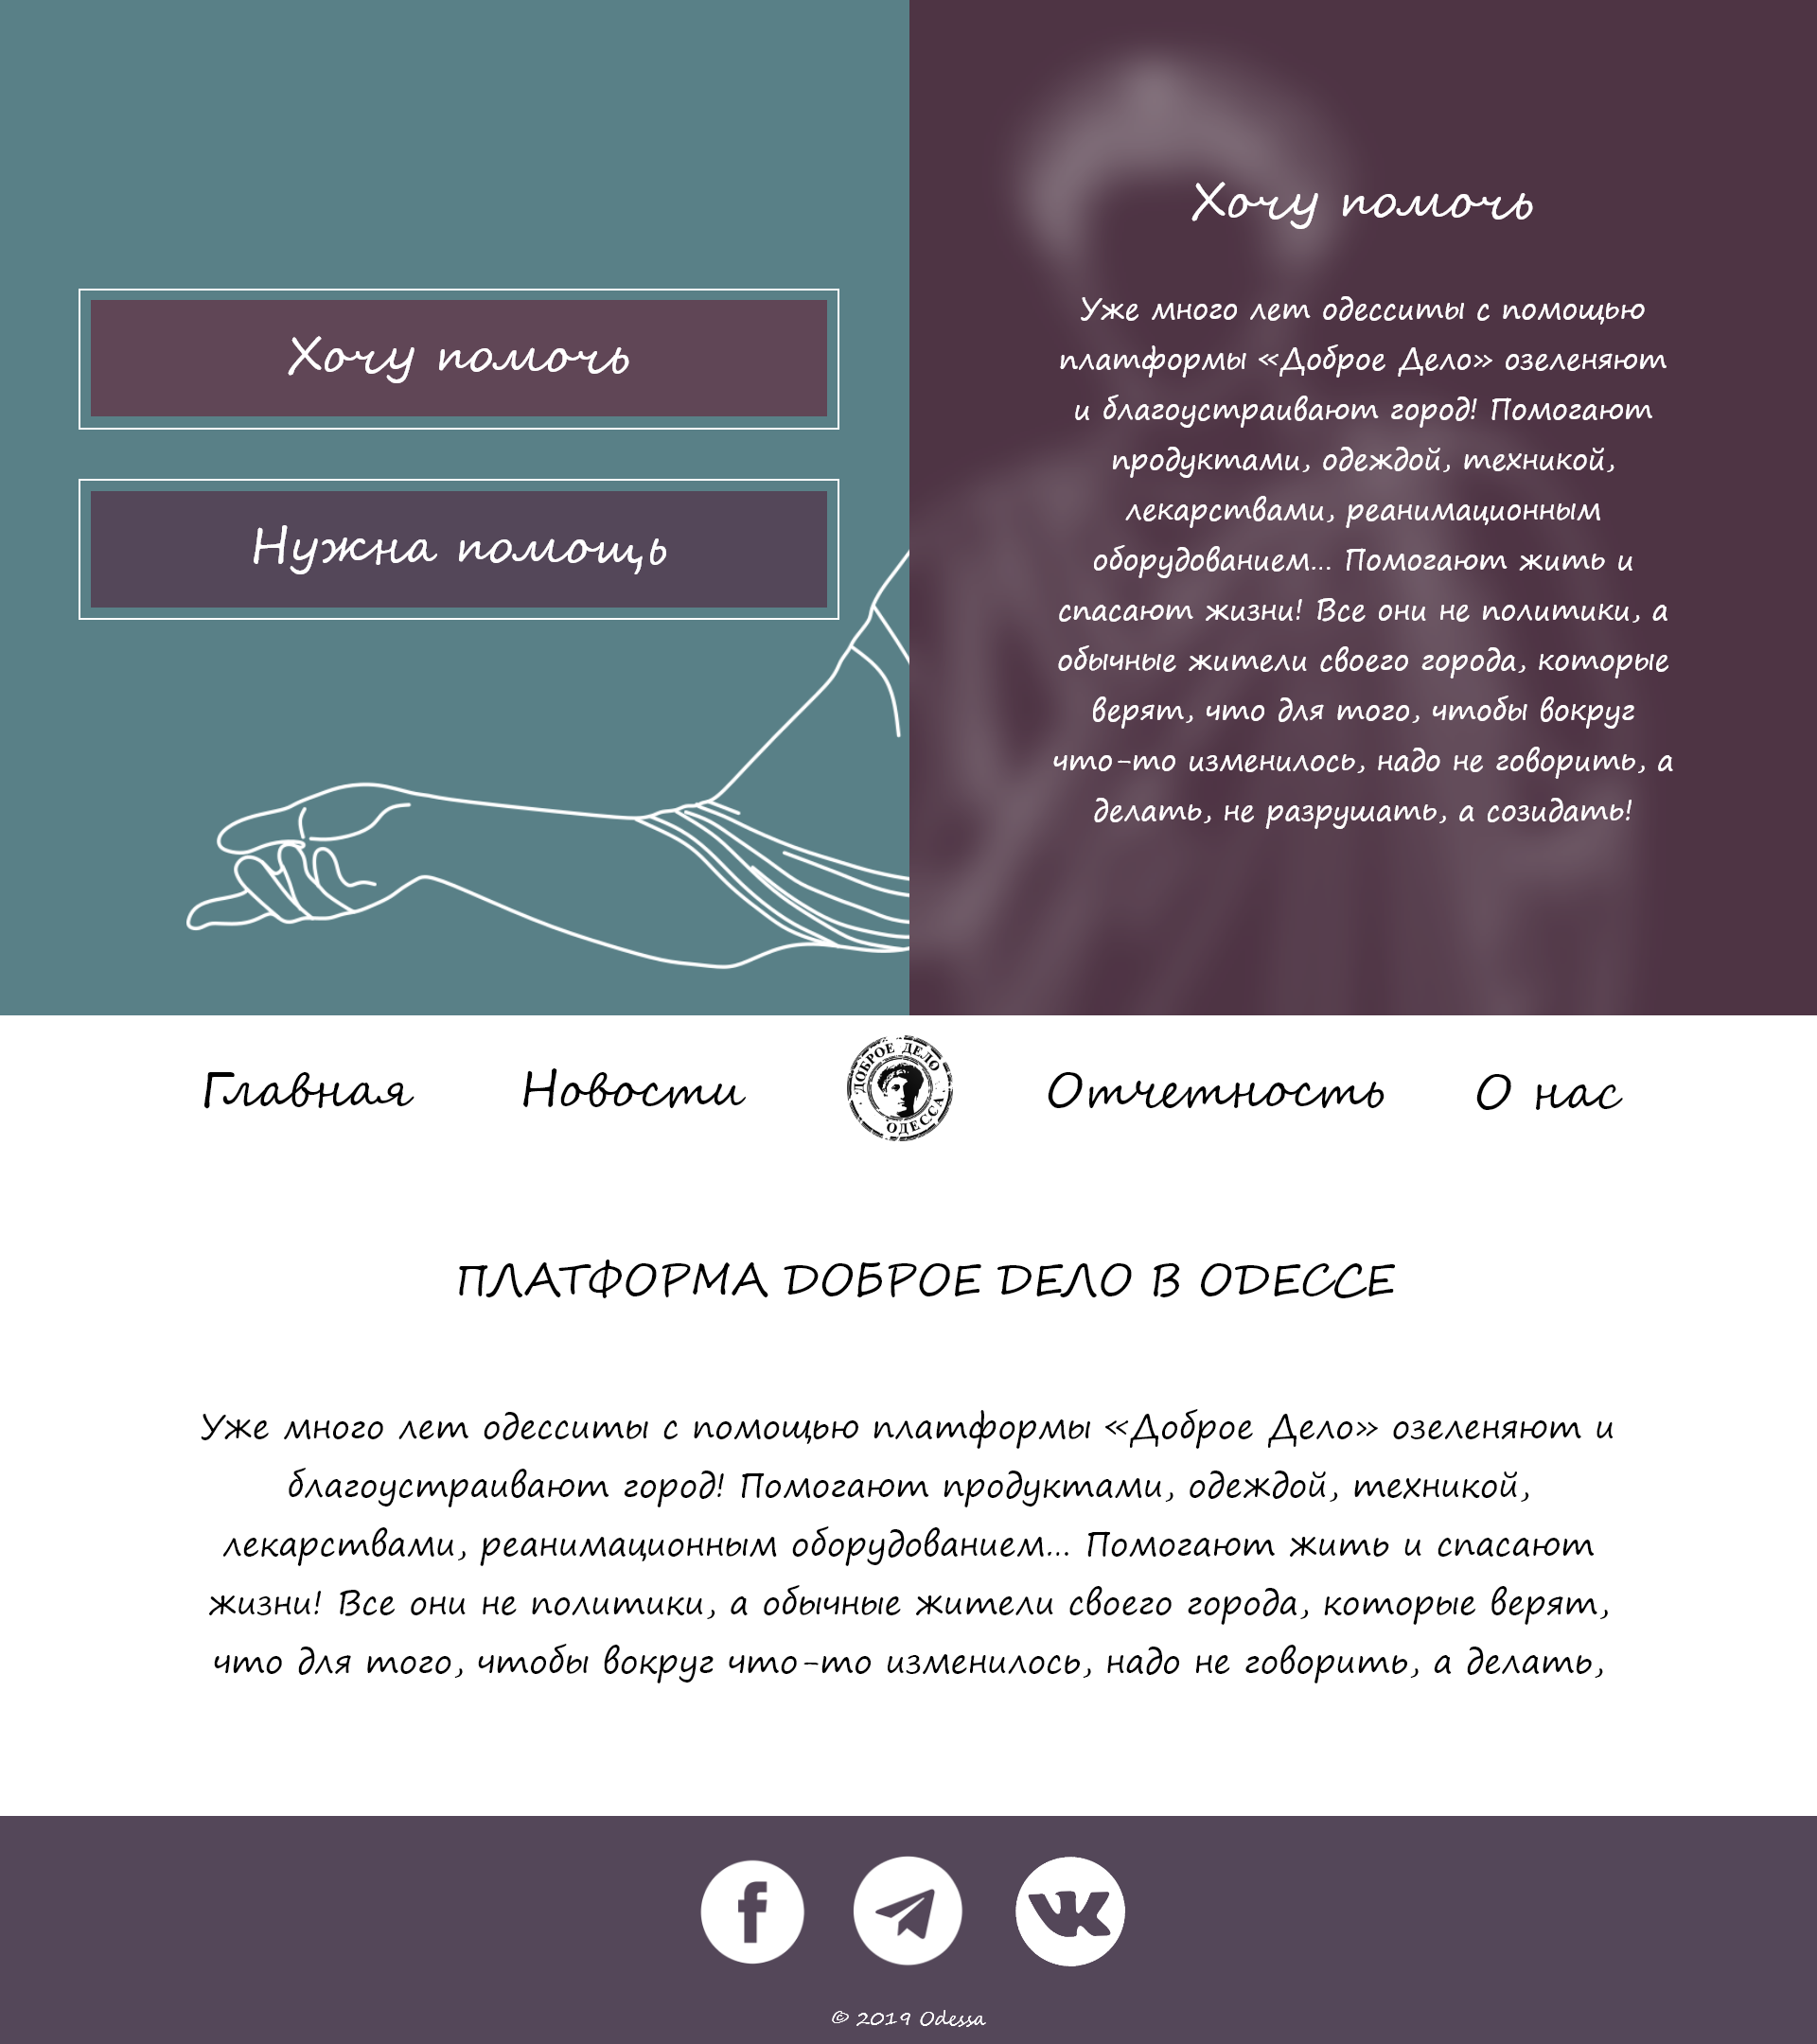 Хочу помочь
Нужна помощь
Хочу помочь
Уже много лет одесситы с помощью
платформы «Доброе Дело» озеленяют
и благоустраивают город! Помогают
продуктами, одеждой, техникой,
лекарствами, реанимационным
оборудованием... Помогают жить и
спасают жизни! Все они не политики, а
обычные жители своего города, которые
верят, что для того, чтобы вокруг
что-то изменилось, надо не говорить, а
делать, не разрушать, а созидать!
Главная Новости ДОБРОЕ ДЕЛО ОДЕССА Отчетность О нас
ПЛАТФОРМА ДОБРОЕ ДЕЛО В ОДЕССЕ
Уже много лет одесситы с помощью платформы «Доброе Дело» озеленяют и
благоустраивают город! Помогают продуктами, одеждой, техникой,
лекарствами, реанимационным оборудованием... Помогают жить и спасают
жизни! Все они не политики, а обычные жители своего города, которые верят,
что для того, чтобы вокруг что-то изменилось, надо не говорить, а делать,
© 2019 Odessa